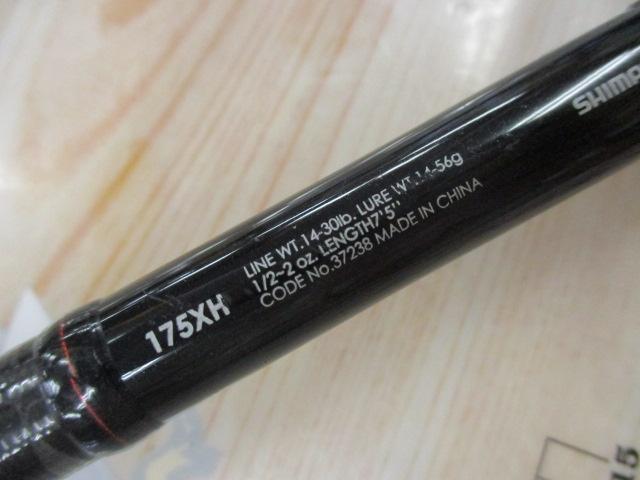 SHIMA
175XH
LINE WT.14-30lb. LURE WT.14-56g
1/2-2 oz. LENGTH7'5"
CODE No.37238 MADE IN CHINA
15